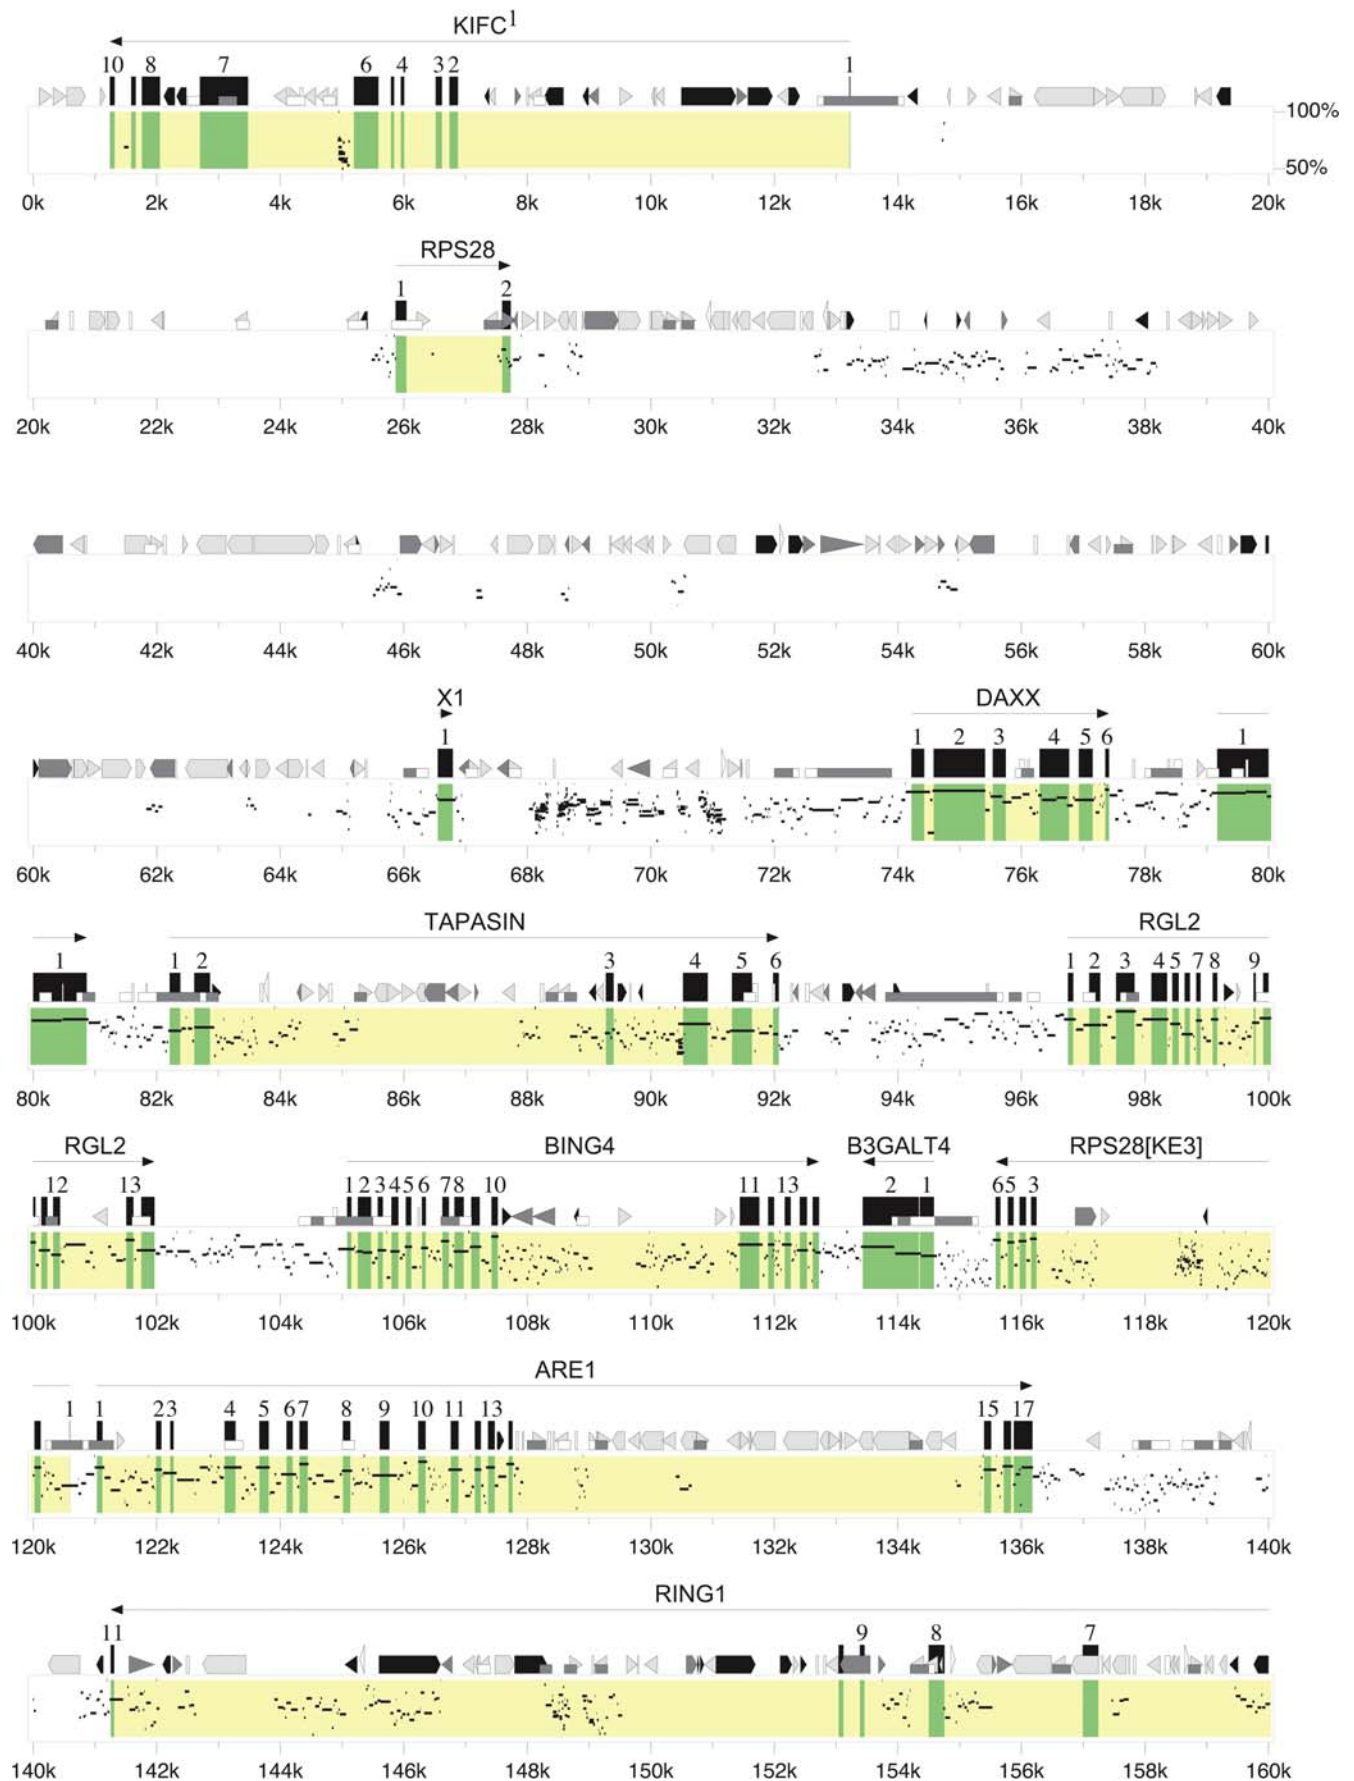 KIFC1
10 8 7 6 4 3 2 1
100%
50%
0k 2k 4k 6k 8k 10k 12k 14k 16k 18k 20k
RPS28
1 2
20k 22k 24k 26k 28k 30k 32k 34k 36k 38k 40k
40k 42k 44k 46k 48k 50k 52k 54k 56k 58k 60k
X1 DAXX
1 1 2 3 4 5 6 1
60k 62k 64k 66k 68k 70k 72k 74k 76k 78k 80k
TAPASIN RGL2
1 1 2 3 4 5 6 1 2 3 4 5 7 8 9
80k 82k 84k 86k 88k 90k 92k 94k 96k 98k 100k
RGL2 BING4 B3GALT4 RPS28[KE3]
12 13 1 2 3 4 5 6 7 8 10 11 13 2 1 6 5 3
100k 102k 104k 106k 108k 110k 112k 114k 116k 118k 120k
ARE1
1 1 2 3 4 5 6 7 8 9 10 11 13 15 17
120k 122k 124k 126k 128k 130k 132k 134k 136k 138k 140k
RING1
11 9 8 7
140k 142k 144k 146k 148k 150k 152k 154k 156k 158k 160k